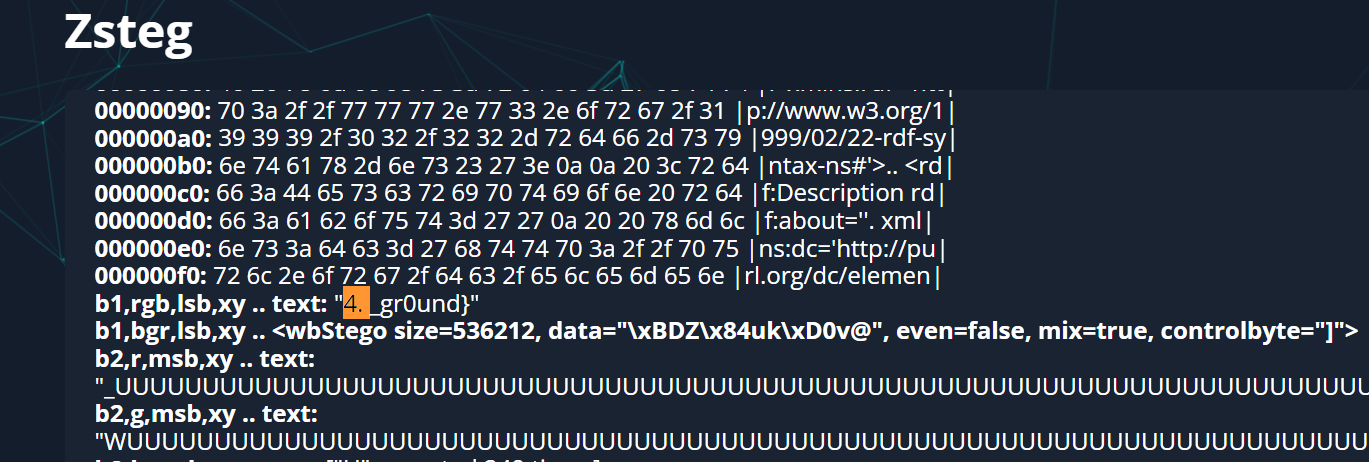 Zsteg
00000090: 70 3a 2f 2f 77 77 77 2e 77 33 2e 6f 72 67 2f 31 |p://www.w3.org/1|
000000a0: 39 39 39 2f 30 32 2f 32 32 2d 72 64 66 2d 73 79 |999/02/22-rdf-sy|
000000b0: 6e 74 61 78 2d 6e 73 23 27 3e 0a 0a 20 3c 72 64 |ntax-ns#'>.. <rd|
000000c0: 66 3a 44 65 73 63 72 69 70 74 69 6f 6e 20 72 64 |f:Description rd|
000000d0: 66 3a 61 62 6f 75 74 3d 27 27 0a 20 20 78 6d 6c |f:about=''. xml|
000000e0: 6e 73 3a 64 63 3d 27 68 74 74 70 3a 2f 2f 70 75 |ns:dc='http://pu|
000000f0: 72 6c 2e 6f 72 67 2f 64 63 2f 65 6c 65 6d 65 6e |rl.org/dc/elemen|
b1,rgb,lsb,xy .. text: "4. _gr0und}"
b1,bgr,lsb,xy .. <wbStego size=536212, data="\xBDZ\x84uk\xD0v@", even=false, mix=true, controlbyte="]">
b2,r,msb,xy .. text:
b2,g,msb,xy .. text: